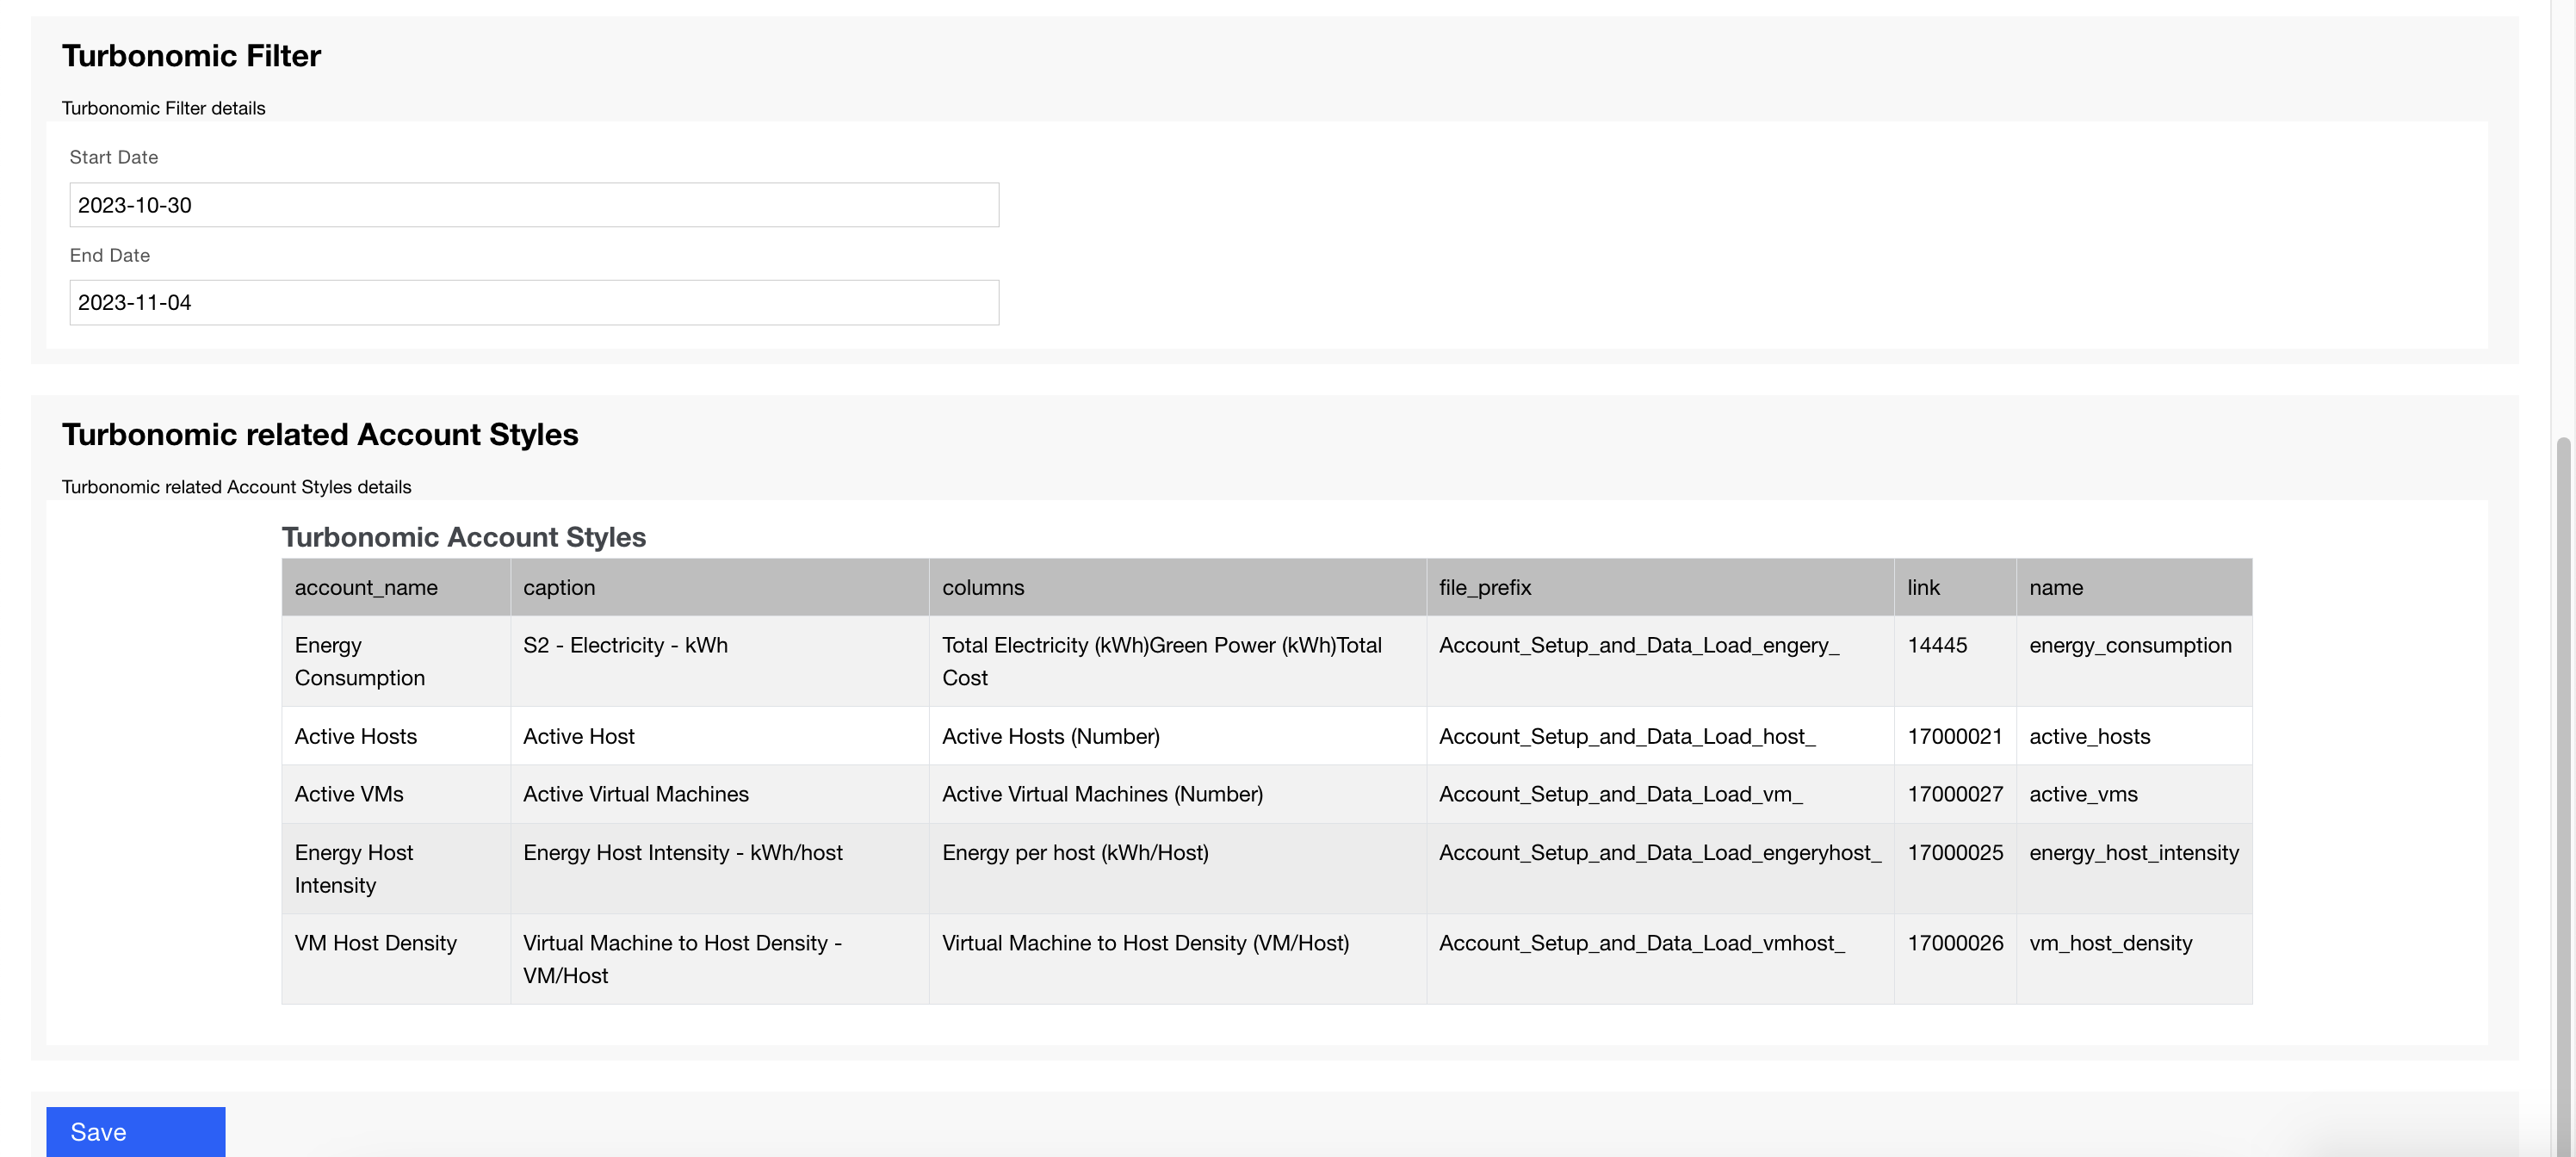 Turbonomic Filter
Turbonomic Filter details
Start Date
2023-10-30
End Date
2023-11-04
Turbonomic related Account Styles
Turbonomic related Account Styles details
Turbonomic Account Styles
account_name caption columns file_prefix link name
Energy Consumption S2 - Electricity - kWh Total Electricity (kWh)Green Power (kWh)Total Cost Account_Setup_and_Data_Load_engery_ 14445 energy_consumption
Active Hosts Active Host Active Hosts (Number) Account_Setup_and_Data_Load_host_ 17000021 active_hosts
Active VMs Active Virtual Machines Active Virtual Machines (Number) Account_Setup_and_Data_Load_vm_ 17000027 active_vms
Energy Host Intensity Energy Host Intensity - kWh/host Energy per host (kWh/Host) Account_Setup_and_Data_Load_engeryhost_ 17000025 energy_host_intensity
VM Host Density Virtual Machine to Host Density - VM/Host Virtual Machine to Host Density (VM/Host) Account_Setup_and_Data_Load_vmhost_ 17000026 vm_host_density
Save